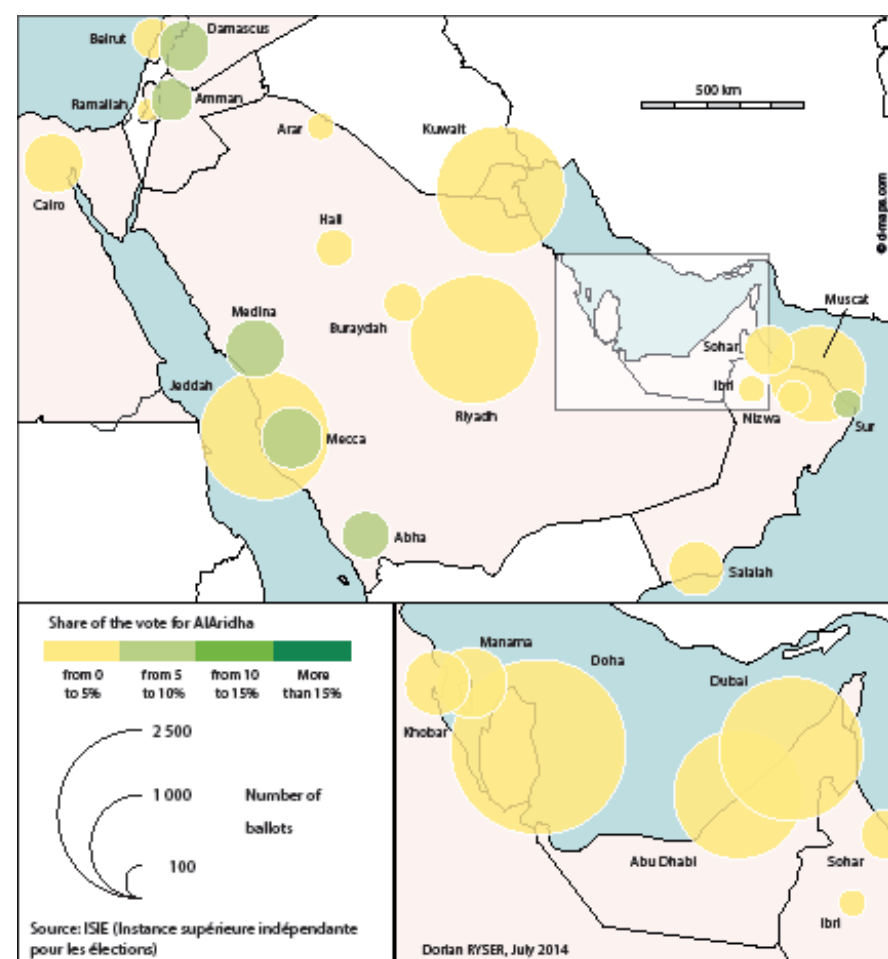 Beirut
Damascus
Ramallah
Amman
Cairo
Arar
Kuwait
500 km
© d-maps.com
Hail
Medina
Buraydah
Jeddah
Mecca
Riyadh
Abha
Muscat
Sohar
Ibri
Nizwa
Sur
Salalah
Share of the vote for AlAridha
from 0 to 5%
from 5 to 10%
from 10 to 15%
More than 15%
2 500
1 000
100
Number of
ballots
Source: ISIE (Instance supérieure indépendante
pour les élections)
Manama
Doha
Dubai
Khobar
Abu Dhabi
Sohar
Ibri
Dorian RYSER, July 2014